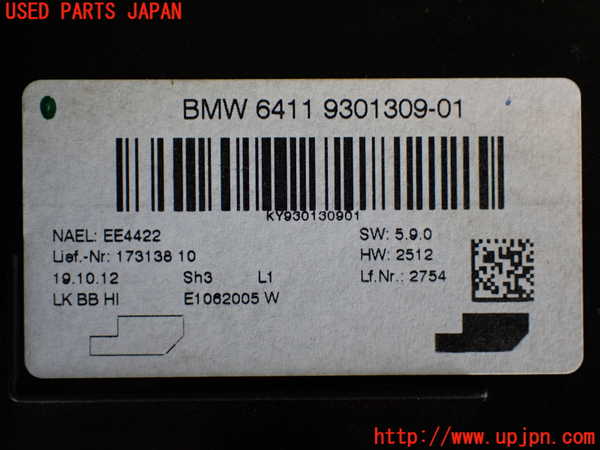 USED PARTS JAPAN
BMW 6411 9301309-01
KY930130901
NAEL: EE4422
SW: 5.9.0
Lief.-Nr: 173138 10
HW: 2512
19.10.12 Sh3 L1
Lf.Nr.: 2754
LK BB HI E1062005 W
UPJ
http://www.upjpn.com/